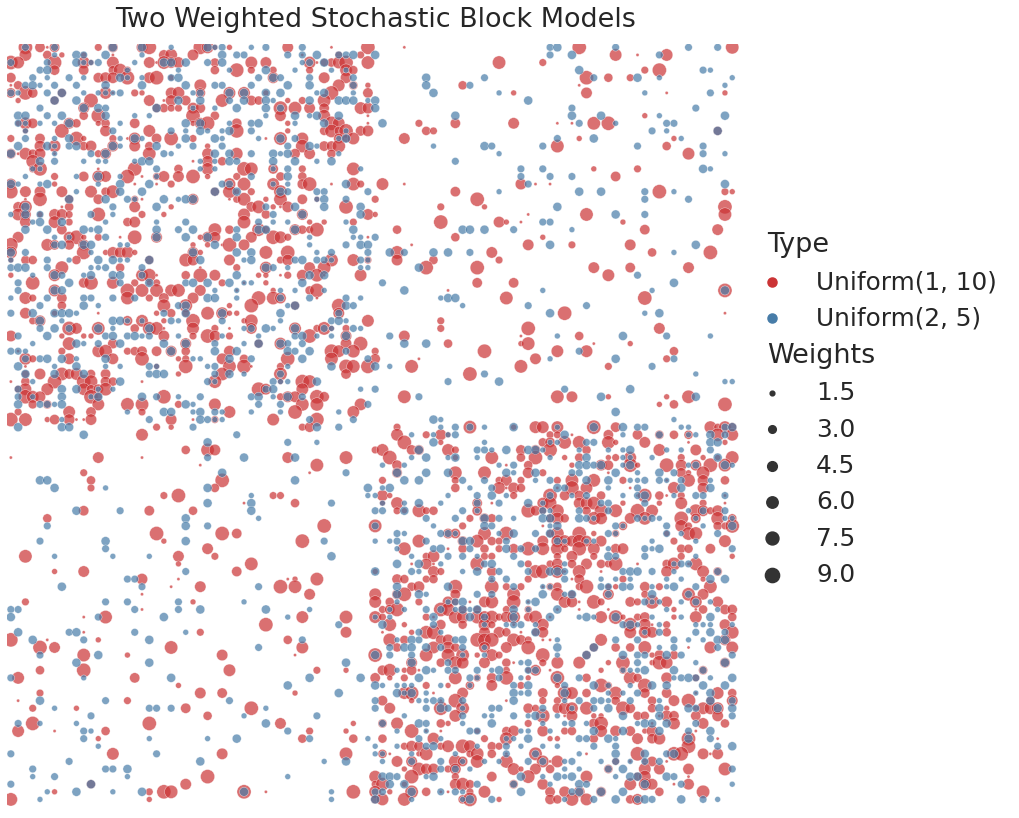 Two Weighted Stochastic Block Models
Type
Uniform(1, 10)
Uniform(2, 5)
Weights
1.5
3.0
4.5
6.0
7.5
9.0